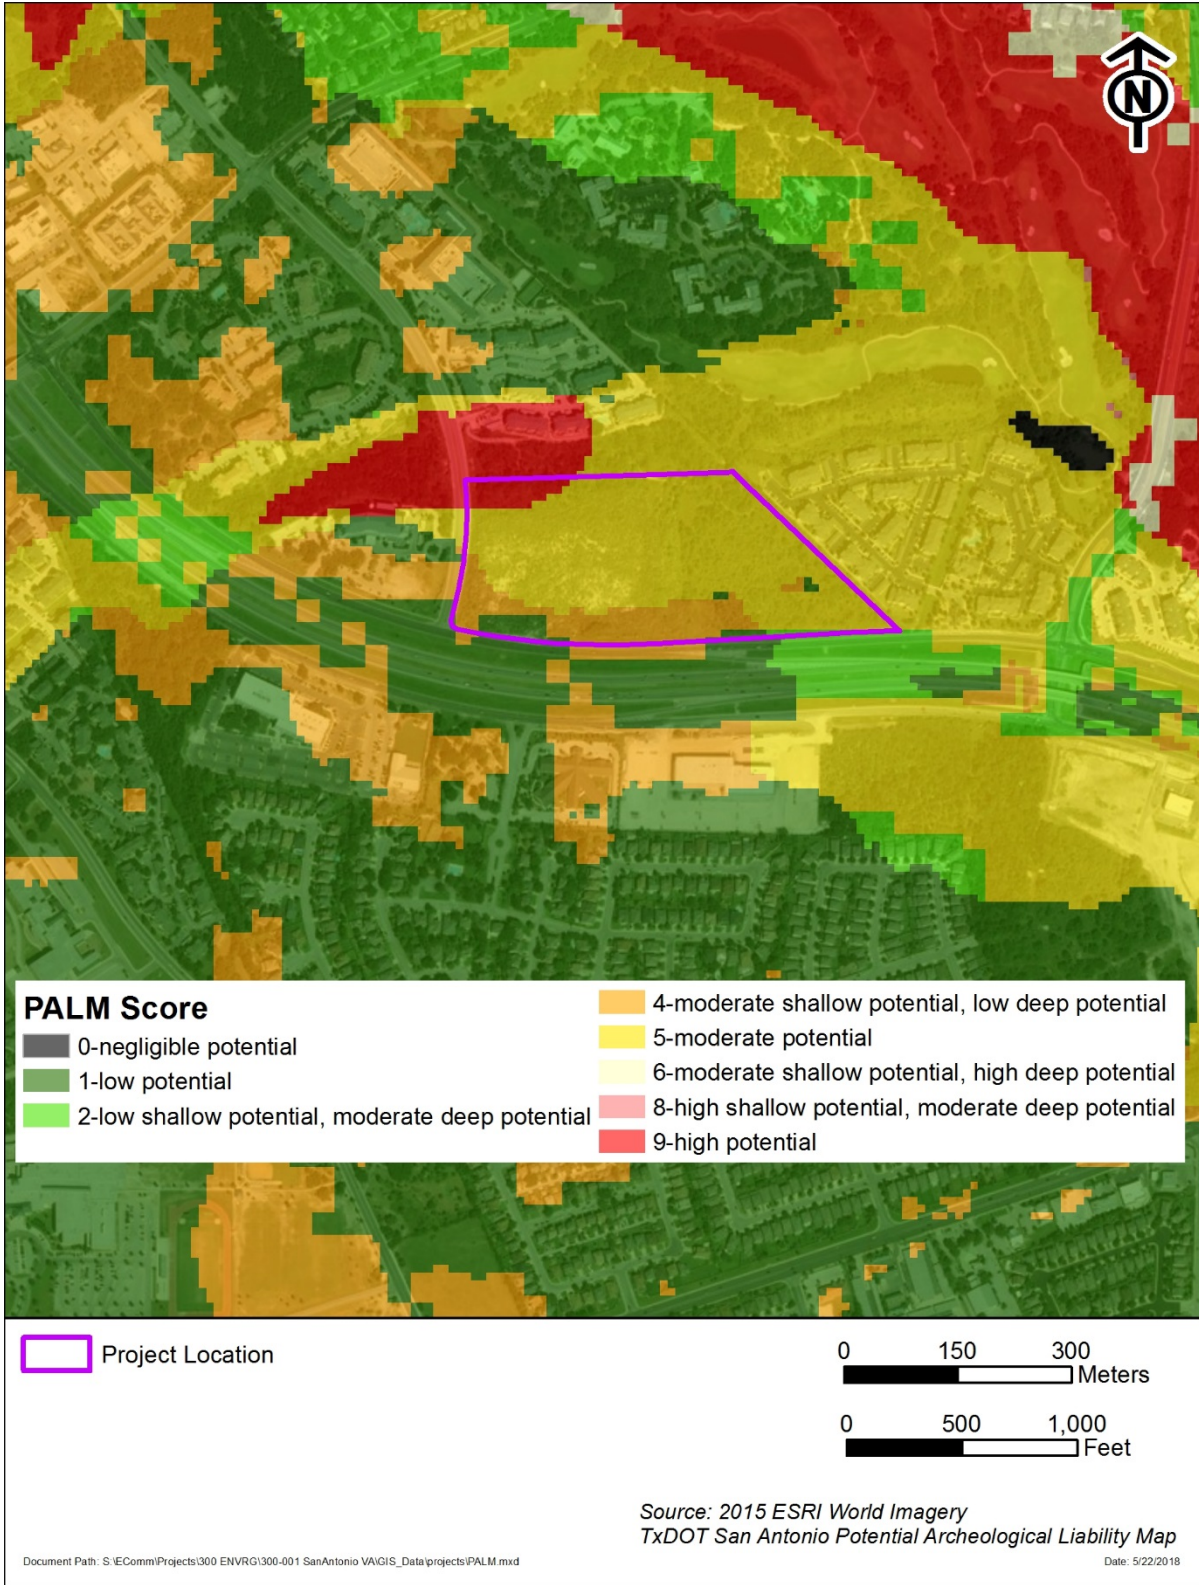 N
PALM Score
0-negligible potential
1-low potential
2-low shallow potential, moderate deep potential
4-moderate shallow potential, low deep potential
5-moderate potential
6-moderate shallow potential, high deep potential
8-high shallow potential, moderate deep potential
9-high potential
Project Location
0 150 300
Meters
0 500 1,000
Feet
Source: 2015 ESRI World Imagery
TxDOT San Antonio Potential Archeological Liability Map
Document Path: S:\EComm\Projects\300 ENVRG\300-001 SanAntonio VA\GIS_Data\projects\PALM.mxd
Date: 5/22/2018